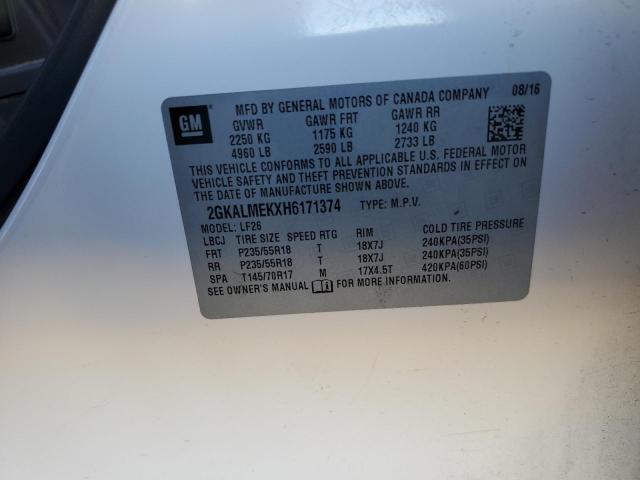 GM
MFD BY GENERAL MOTORS OF CANADA COMPANY 08/16
GVWR GAWR FRT GAWR RR
2250 KG 1175 KG 1240 KG
4960 LB 2590 LB 2733 LB
THIS VEHICLE CONFORMS TO ALL APPLICABLE U.S. FEDERAL MOTOR
VEHICLE SAFETY AND THEFT PREVENTION STANDARDS IN EFFECT ON
THE DATE OF MANUFACTURE SHOWN ABOVE.
2GKALMEKXH6171374 TYPE: M.P.V.
MODEL: LF26
LBCJ TIRE SIZE SPEED RTG RIM COLD TIRE PRESSURE
FRT P235/55R18 T 18X7J 240KPA(35PSI)
RR P235/55R18 T 18X7J 240KPA(35PSI)
SPA T145/70R17 M 17X4.5T 420KPA(60PSI)
SEE OWNER'S MANUAL FOR MORE INFORMATION.